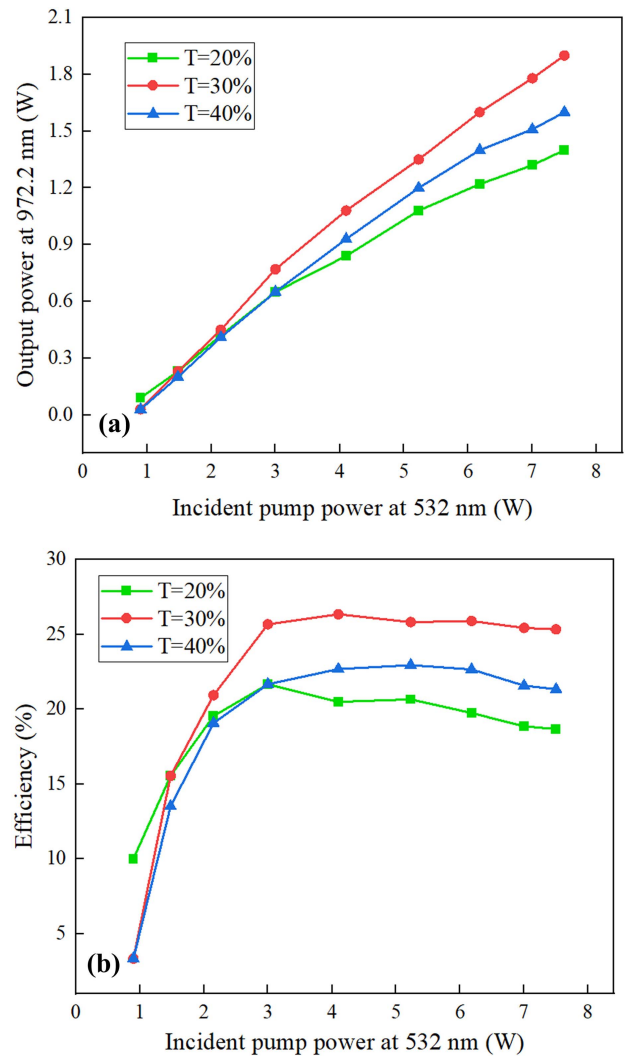 2.1
1.8
1.5
1.2
0.9
0.6
0.3
0.0
Output power at 972.2 nm (W)
T=20%
T=30%
T=40%
(a)
0 1 2 3 4 5 6 7 8
Incident pump power at 532 nm (W)
30
25
20
15
10
5
Efficiency (%)
T=20%
T=30%
T=40%
(b)
0 1 2 3 4 5 6 7 8
Incident pump power at 532 nm (W)